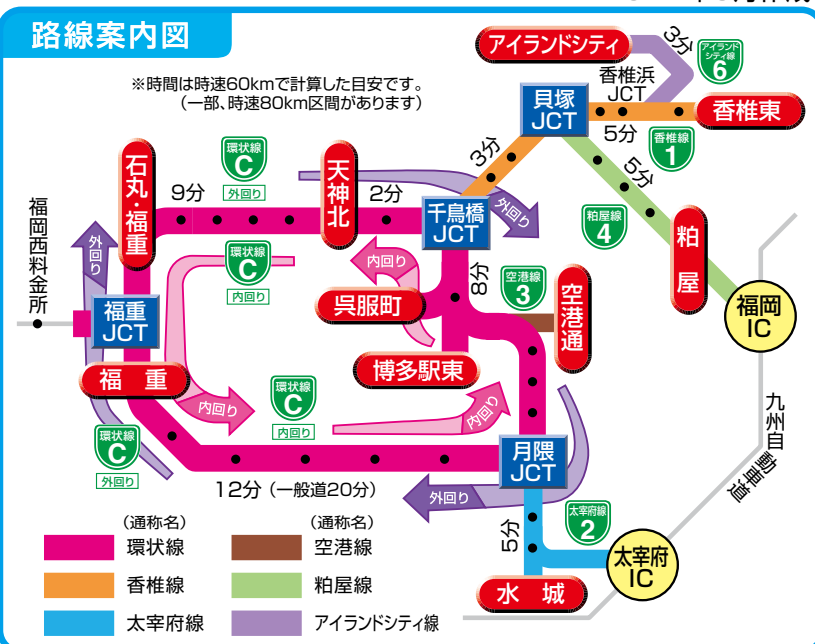 路線案内図
※時間は時速60kmで計算した目安です。
(一部、時速80km区間があります)
アイランドシティ
3分
アイランド
シティ線
6
香椎浜
JCT
貝塚
JCT
香椎東
5分
香椎線
1
3分
5分
粕屋線
4
粕屋
福岡
IC
石丸・福重
9分
環状線
C
外回り
天神北
2分
千鳥橋
JCT
外回り
福岡西料金所
外回り
環状線
C
内回り
内回り
8分
空港線
3
空港通
呉服町
福重
JCT
博多駅東
福重
内回り
環状線
C
内回り
内回り
九州自動車道
環状線
C
外回り
月隈
JCT
12分(一般道20分)
外回り
5分
太宰府線
2
太宰府
IC
水城
(通称名)
(通称名)
環状線
空港線
香椎線
粕屋線
太宰府線
アイランドシティ線